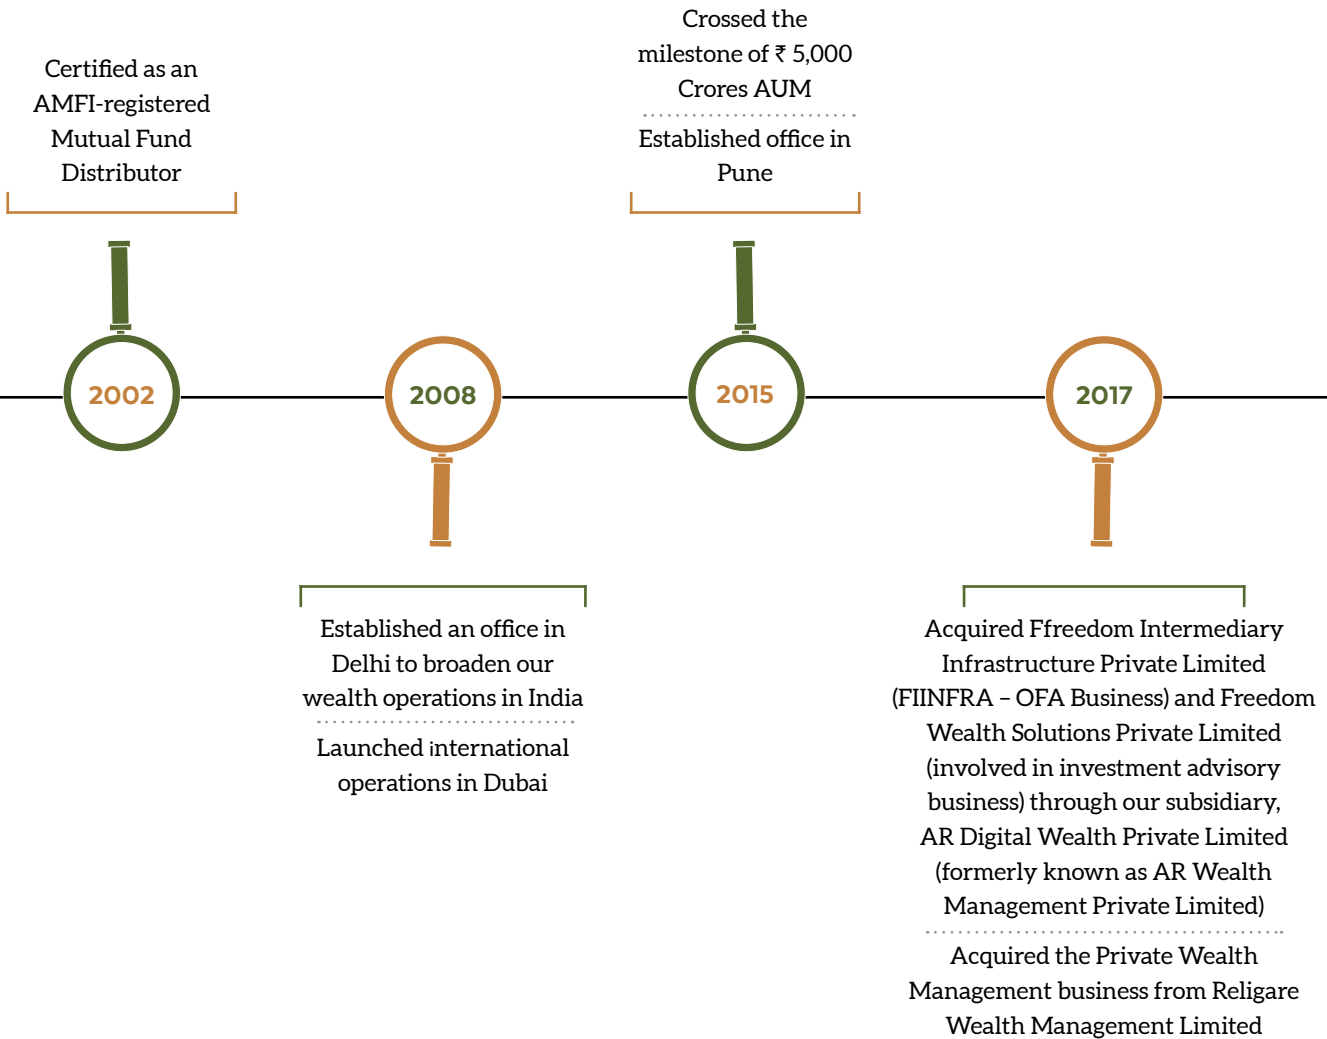 Certified as an
AMFI-registered
Mutual Fund
Distributor
2002
2008
Established an office in
Delhi to broaden our
wealth operations in India
Launched international
operations in Dubai
Crossed the
milestone of ₹ 5,000
Crores AUM
Established office in
Pune
2015
2017
Acquired Ffreedom Intermediary
Infrastructure Private Limited
(FIINFRA – OFA Business) and Freedom
Wealth Solutions Private Limited
(involved in investment advisory
business) through our subsidiary,
AR Digital Wealth Private Limited
(formerly known as AR Wealth
Management Private Limited)
Acquired the Private Wealth
Management business from Religare
Wealth Management Limited